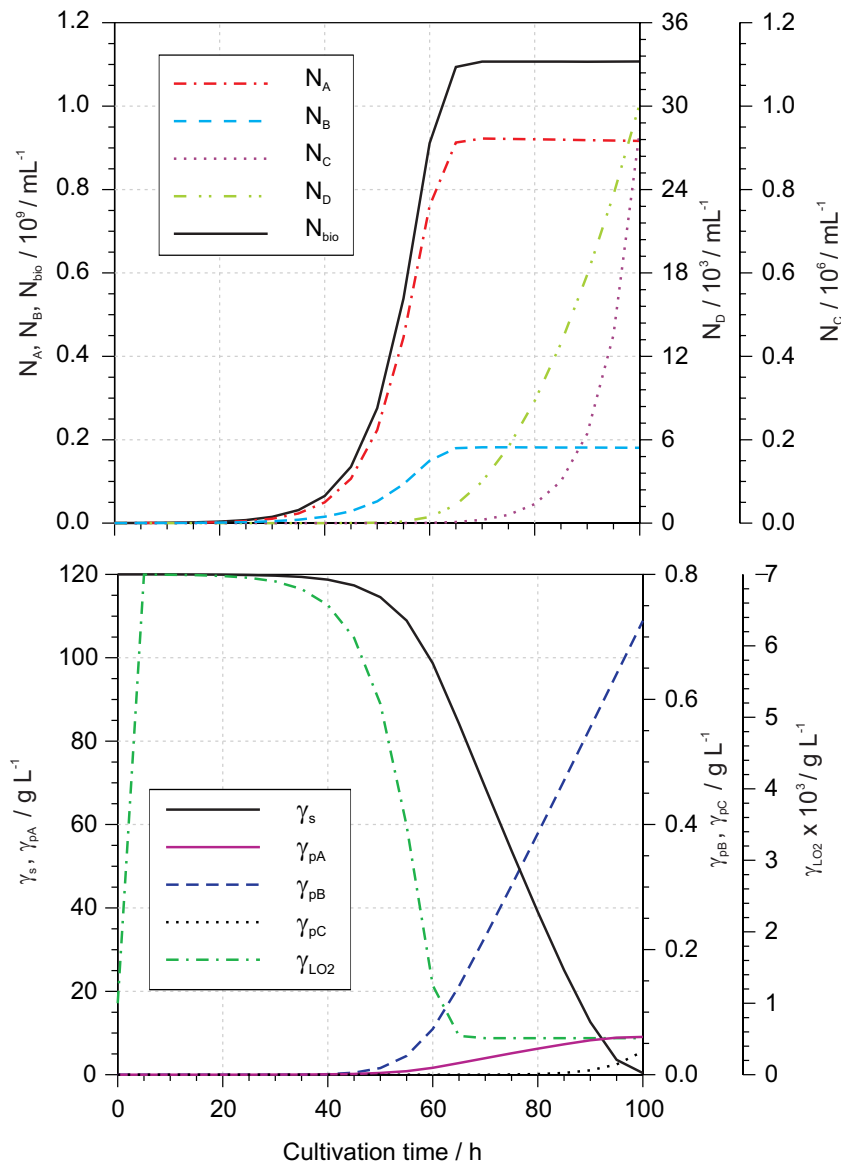 1.2
1.0
0.8
0.6
0.4
0.2
0.0
N_A, N_B, N_bio / 10^9 / mL^-1
N_A
N_B
N_C
N_D
N_bio
36
30
24
18
12
6
0
N_D / 10^3 / mL^-1
1.2
1.0
0.8
0.6
0.4
0.2
0.0
N_C / 10^6 / mL^-1
120
100
80
60
40
20
0
γ_s, γ_pA / g L^-1
γ_s
γ_pA
γ_pB
γ_pC
γ_LO2
0.8
0.6
0.4
0.2
0.0
γ_pB, γ_pC / g L^-1
7
6
5
4
3
2
1
0
γ_LO2 x 10^3 / g L^-1
0 20 40 60 80 100
Cultivation time / h